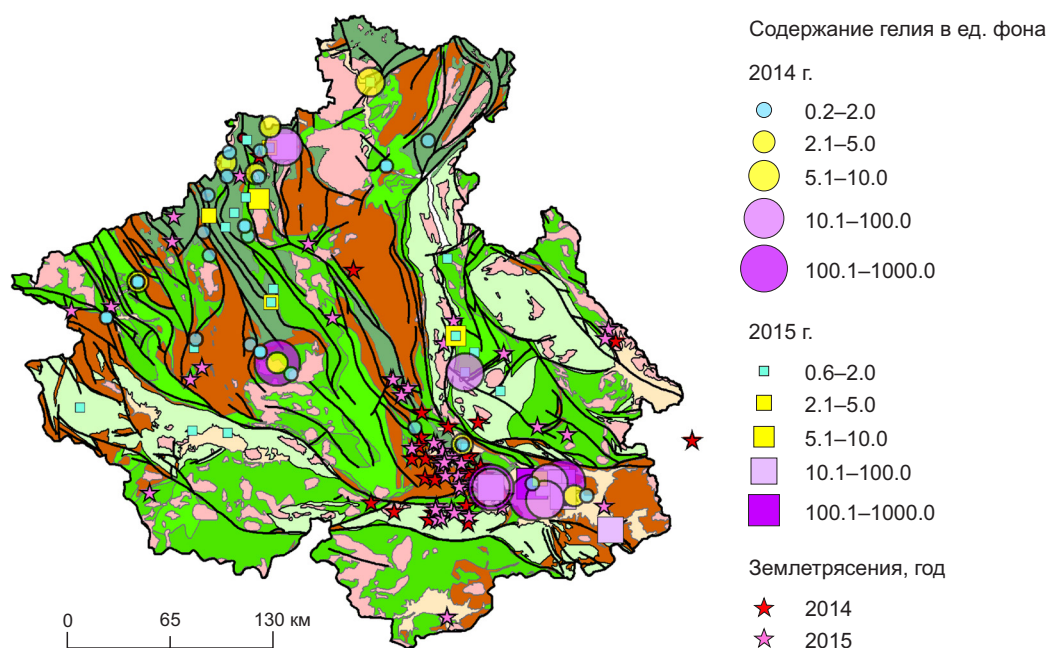 Содержание гелия в ед. фона
2014 г.
0.2–2.0
2.1–5.0
5.1–10.0
10.1–100.0
100.1–1000.0
2015 г.
0.6–2.0
2.1–5.0
5.1–10.0
10.1–100.0
100.1–1000.0
Землетрясения, год
2014
2015
0 65 130 км